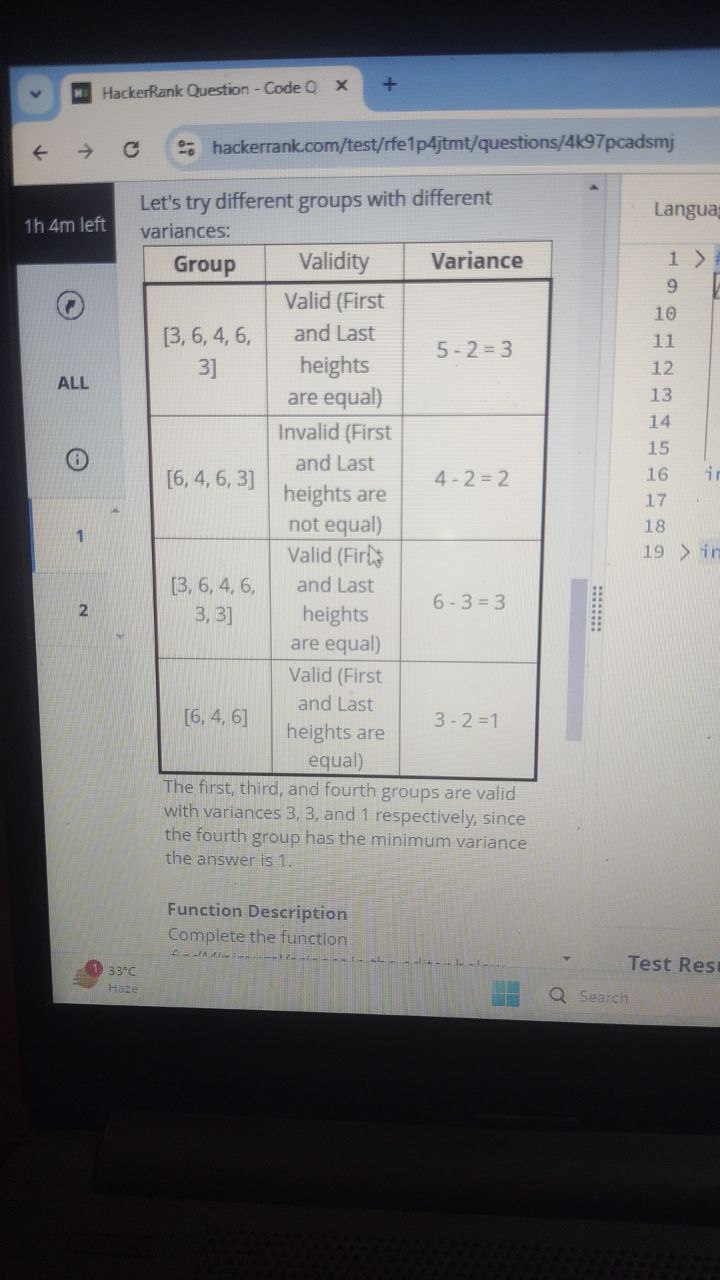 HackerRank Question - Code Q
hackerrank.com/test/rfe1p4jtmt/questions/4k97pcadsmj
1h 4m left
ALL
1
2
Let's try different groups with different
variances:
Group Validity Variance
[3, 6, 4, 6,
3]
Valid (First
and Last
heights
are equal)
5 - 2 = 3
[6, 4, 6, 3]
Invalid (First
and Last
heights are
not equal)
4 - 2 = 2
[3, 6, 4, 6,
3, 3]
Valid (First
and Last
heights
are equal)
6 - 3 = 3
[6, 4, 6]
Valid (First
and Last
heights are
equal)
3 - 2 =1
The first, third, and fourth groups are valid
with variances 3, 3, and 1 respectively, since
the fourth group has the minimum variance
the answer is 1.
Function Description
Complete the function
Langua
1
9
10
11
12
13
14
15
16 in
17
18
19 in
Test Res
1
33°C
Haze
Search